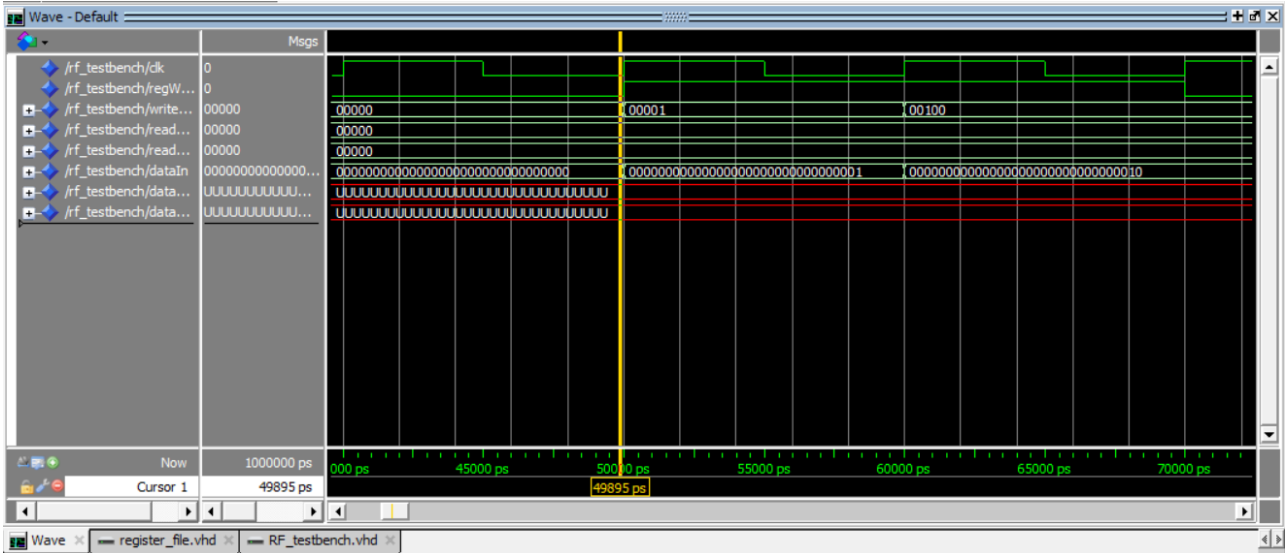 Wave - Default
Msgs
/rf_testbench/clk 0
/rf_testbench/regW... 0
/rf_testbench/write... 00000 00000 00001 00100
/rf_testbench/read... 00000 00000
/rf_testbench/read... 00000 00000
/rf_testbench/dataIn 00000000000000... 00000000000000000000000000000000 00000000000000000000000000000001 00000000000000000000000000000010
/rf_testbench/data... UUUUUUUUUUUU... UUUUUUUUUUUUUUUUUUUUUUUUUUUUUUUU
/rf_testbench/data... UUUUUUUUUUUU... UUUUUUUUUUUUUUUUUUUUUUUUUUUUUUUU
Now 1000000 ps 000 ps 45000 ps 50000 ps 55000 ps 60000 ps 65000 ps 70000 ps
Cursor 1 49895 ps 49895 ps
Wave register_file.vhd RF_testbench.vhd